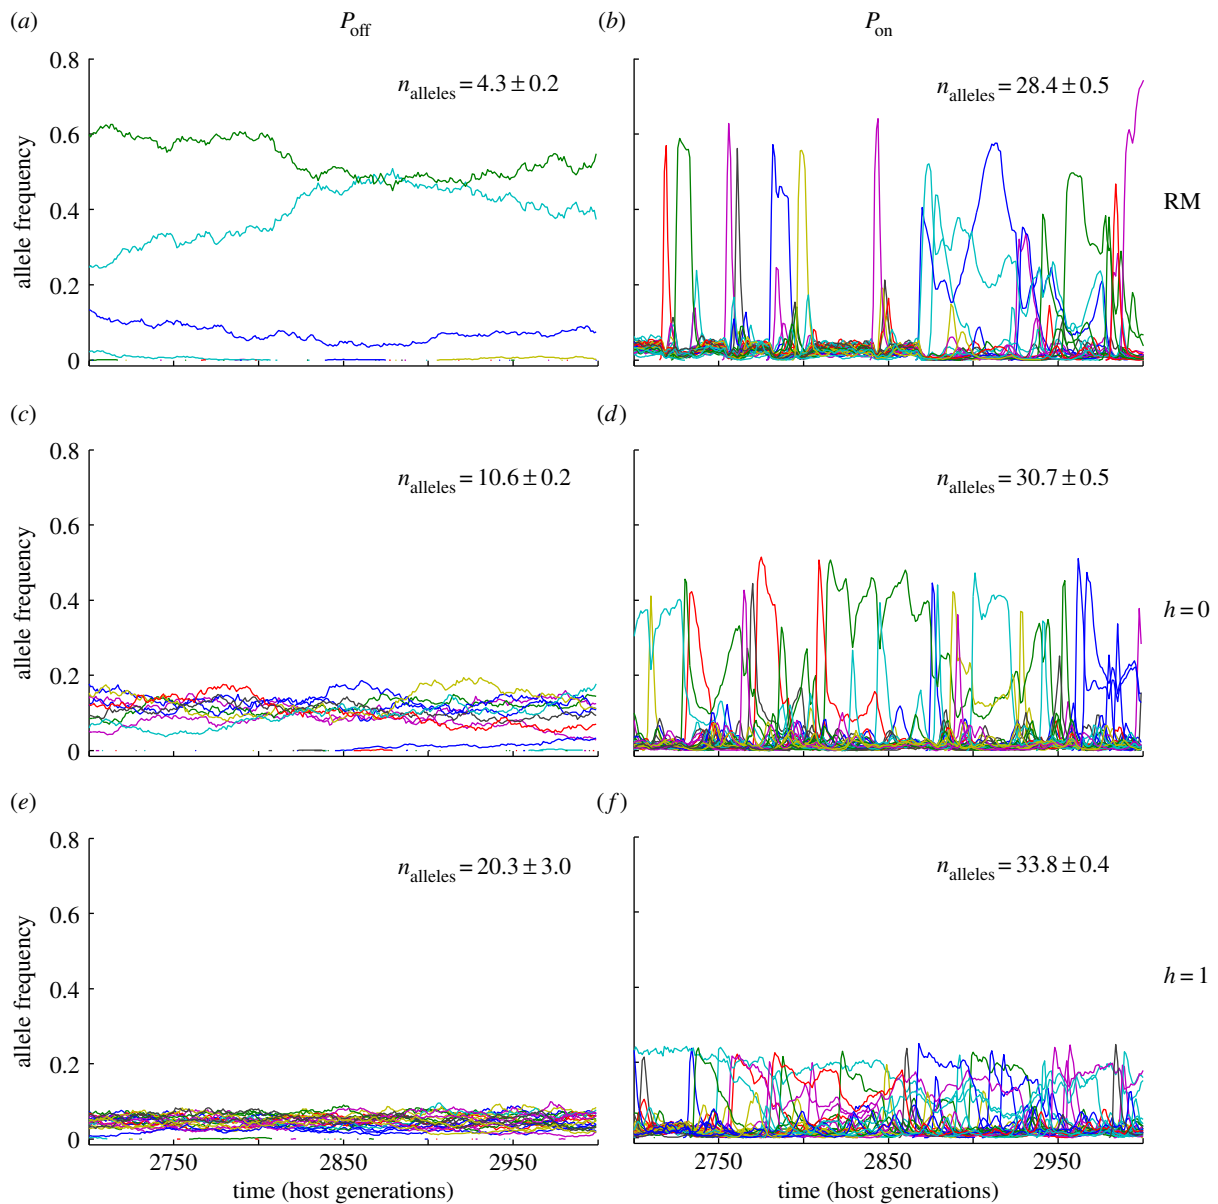 (a)
P_off
(b)
P_on
0.8
0.6
0.4
0.2
0
allele frequency
n_alleles = 4.3 ± 0.2
n_alleles = 28.4 ± 0.5
RM
(c)
(d)
0.8
0.6
0.4
0.2
0
allele frequency
n_alleles = 10.6 ± 0.2
n_alleles = 30.7 ± 0.5
h = 0
(e)
(f)
0.8
0.6
0.4
0.2
0
allele frequency
n_alleles = 20.3 ± 3.0
n_alleles = 33.8 ± 0.4
h = 1
2750 2850 2950
2750 2850 2950
time (host generations)
time (host generations)